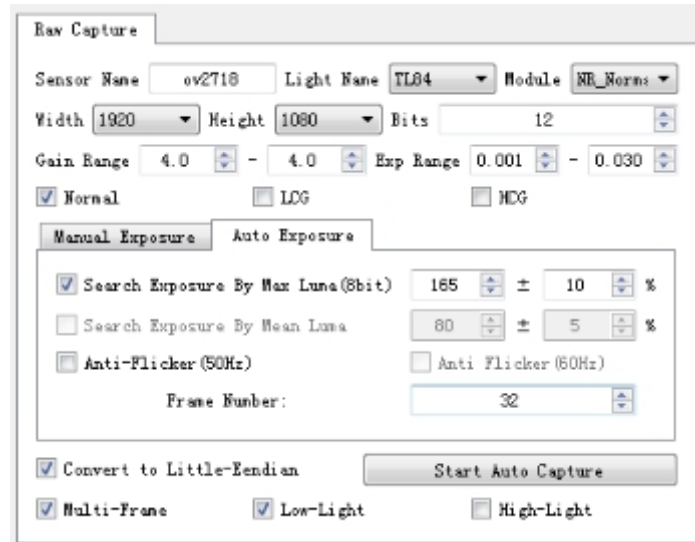 Raw Capture
Sensor Name ov2718 Light Name TL84 Module NR_Norma
Width 1920 Height 1080 Bits 12
Gain Range 4.0 - 4.0 Exp Range 0.001 - 0.030
Normal LCG HCG
Manual Exposure Auto Exposure
Search Exposure By Max Luma(8bit) 165 ± 10 %
Search Exposure By Mean Luma 80 ± 5 %
Anti-Flicker(50Hz) Anti Flicker(60Hz)
Frame Number: 32
Convert to Little-Eendian Start Auto Capture
Multi-Frame Low-Light High-Light